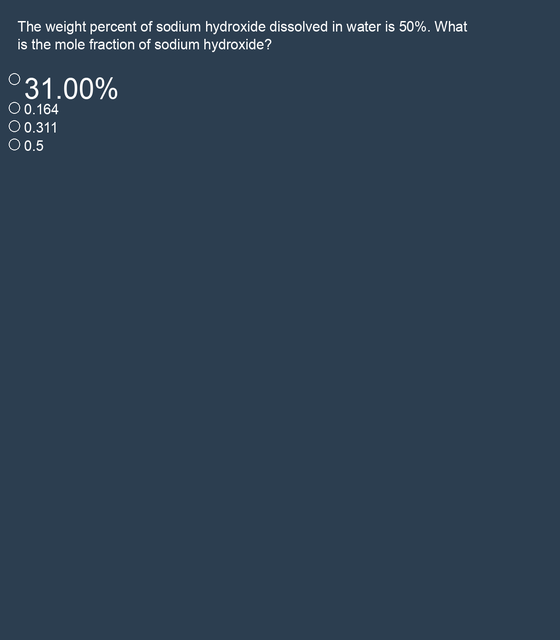 The weight percent of sodium hydroxide dissolved in water is 50%. What
is the mole fraction of sodium hydroxide?
31.00%
0.164
0.311
0.5